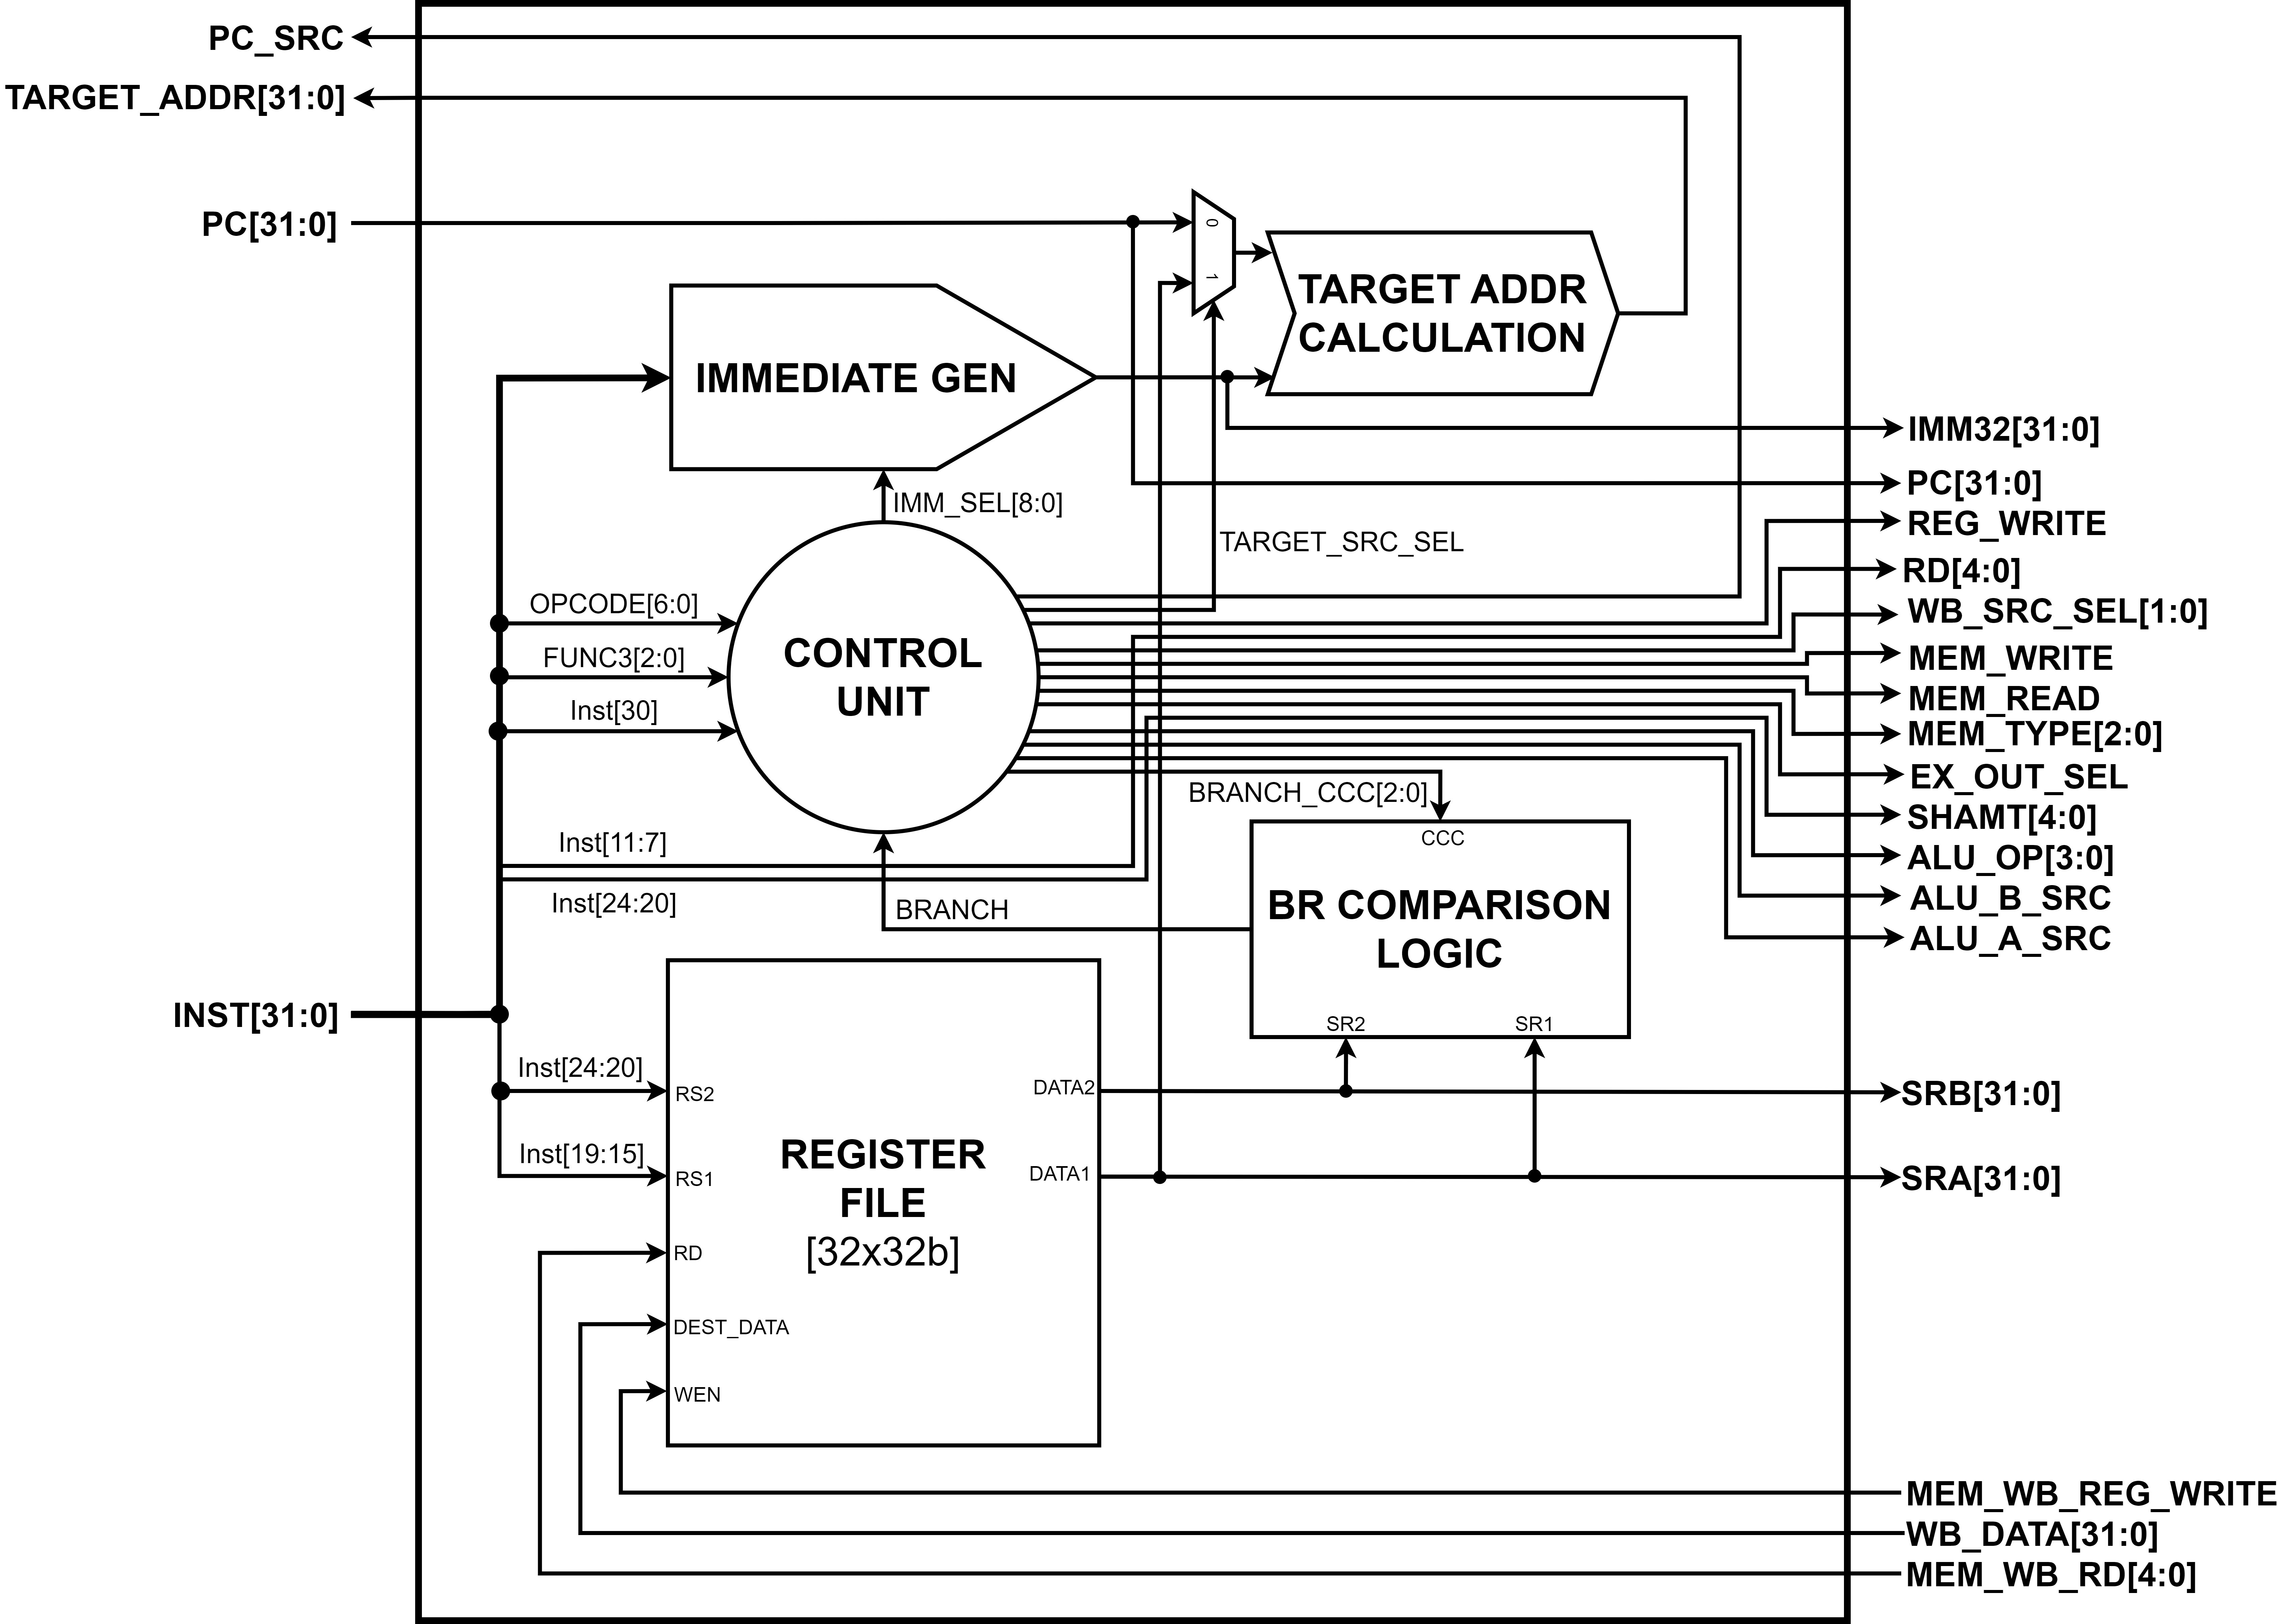 PC_SRC
TARGET_ADDR[31:0]
PC[31:0]
0
1
TARGET ADDR
CALCULATION
IMMEDIATE GEN
IMM32[31:0]
PC[31:0]
IMM_SEL[8:0]
REG_WRITE
TARGET_SRC_SEL
RD[4:0]
OPCODE[6:0]
WB_SRC_SEL[1:0]
CONTROL
UNIT
FUNC3[2:0]
MEM_WRITE
MEM_READ
Inst[30]
MEM_TYPE[2:0]
EX_OUT_SEL
BRANCH_CCC[2:0]
SHAMT[4:0]
CCC
Inst[11:7]
ALU_OP[3:0]
ALU_B_SRC
Inst[24:20]
BRANCH
BR COMPARISON
LOGIC
ALU_A_SRC
INST[31:0]
SR2
SR1
Inst[24:20]
RS2
DATA2
SRB[31:0]
Inst[19:15]
RS1
REGISTER
FILE
[32x32b]
DATA1
SRA[31:0]
RD
DEST_DATA
WEN
MEM_WB_REG_WRITE
WB_DATA[31:0]
MEM_WB_RD[4:0]